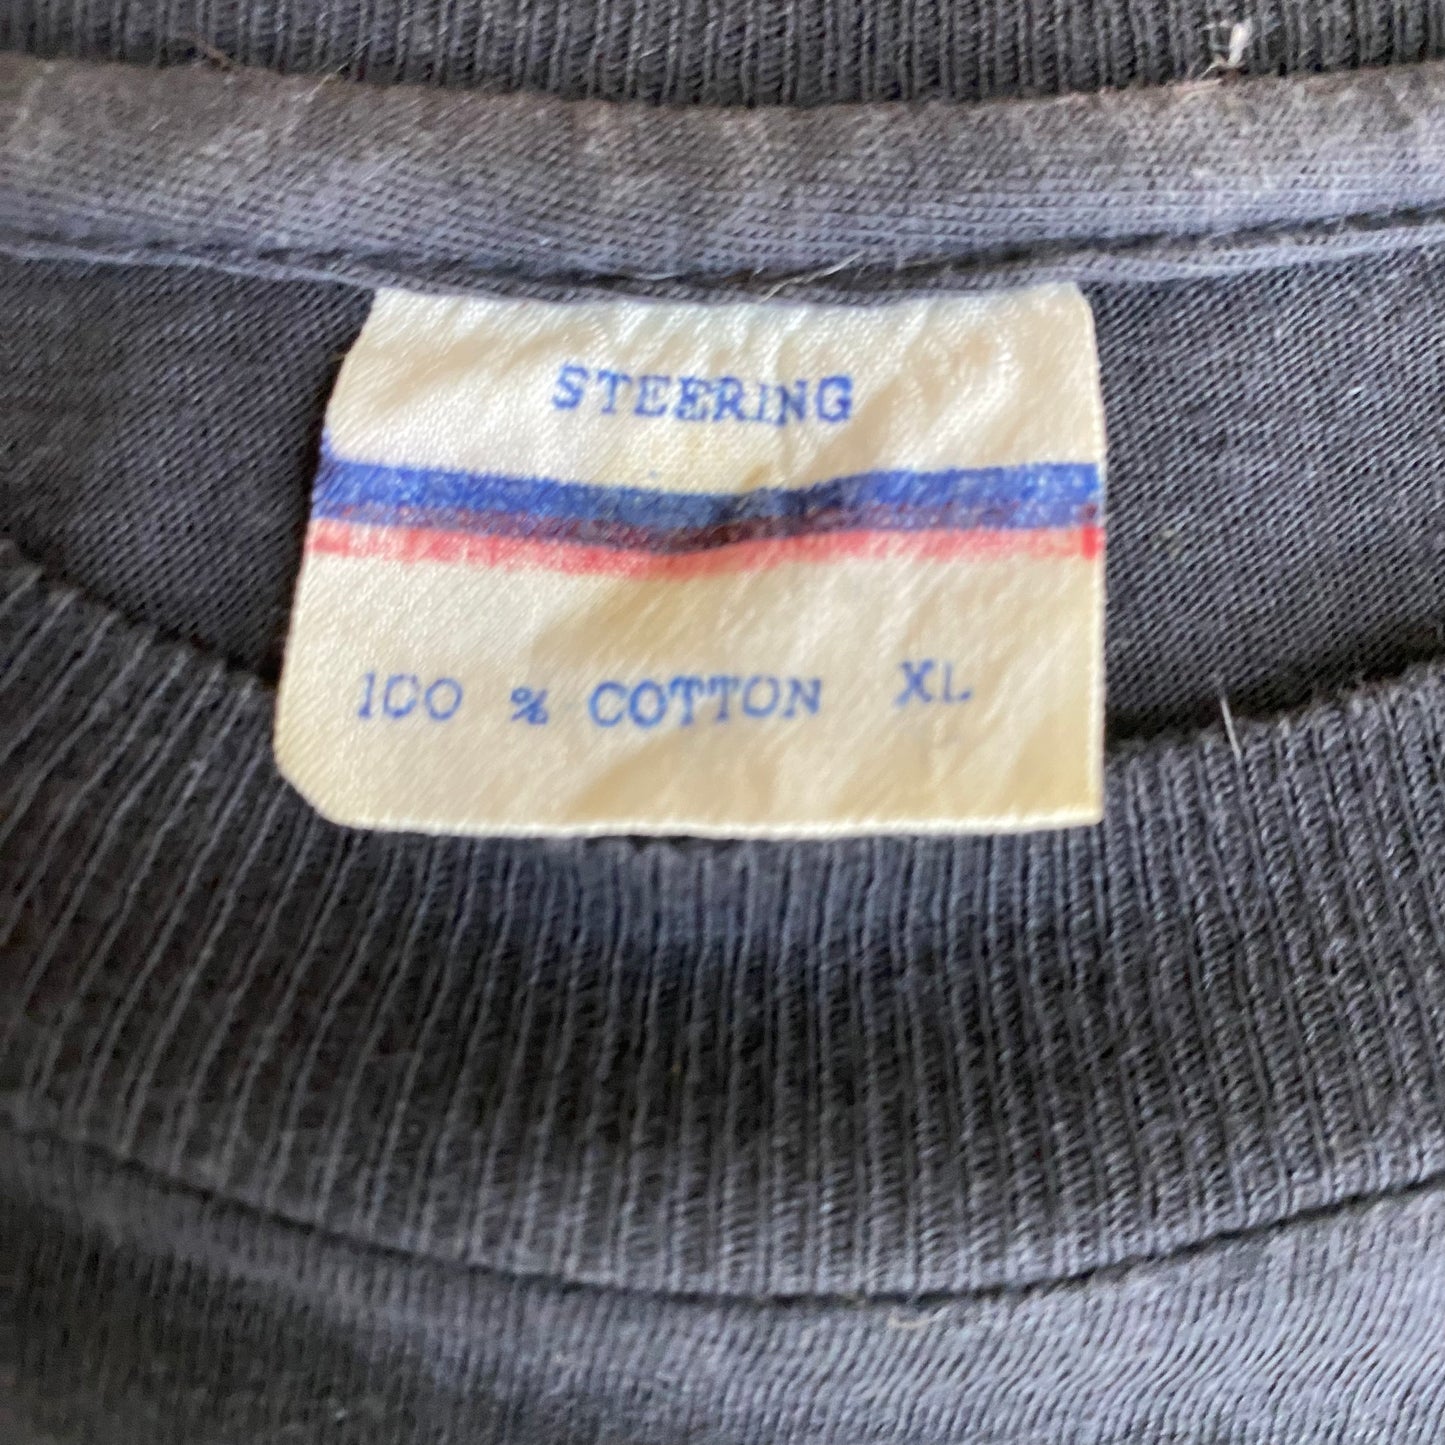 STEERING
100 % COTTON XL